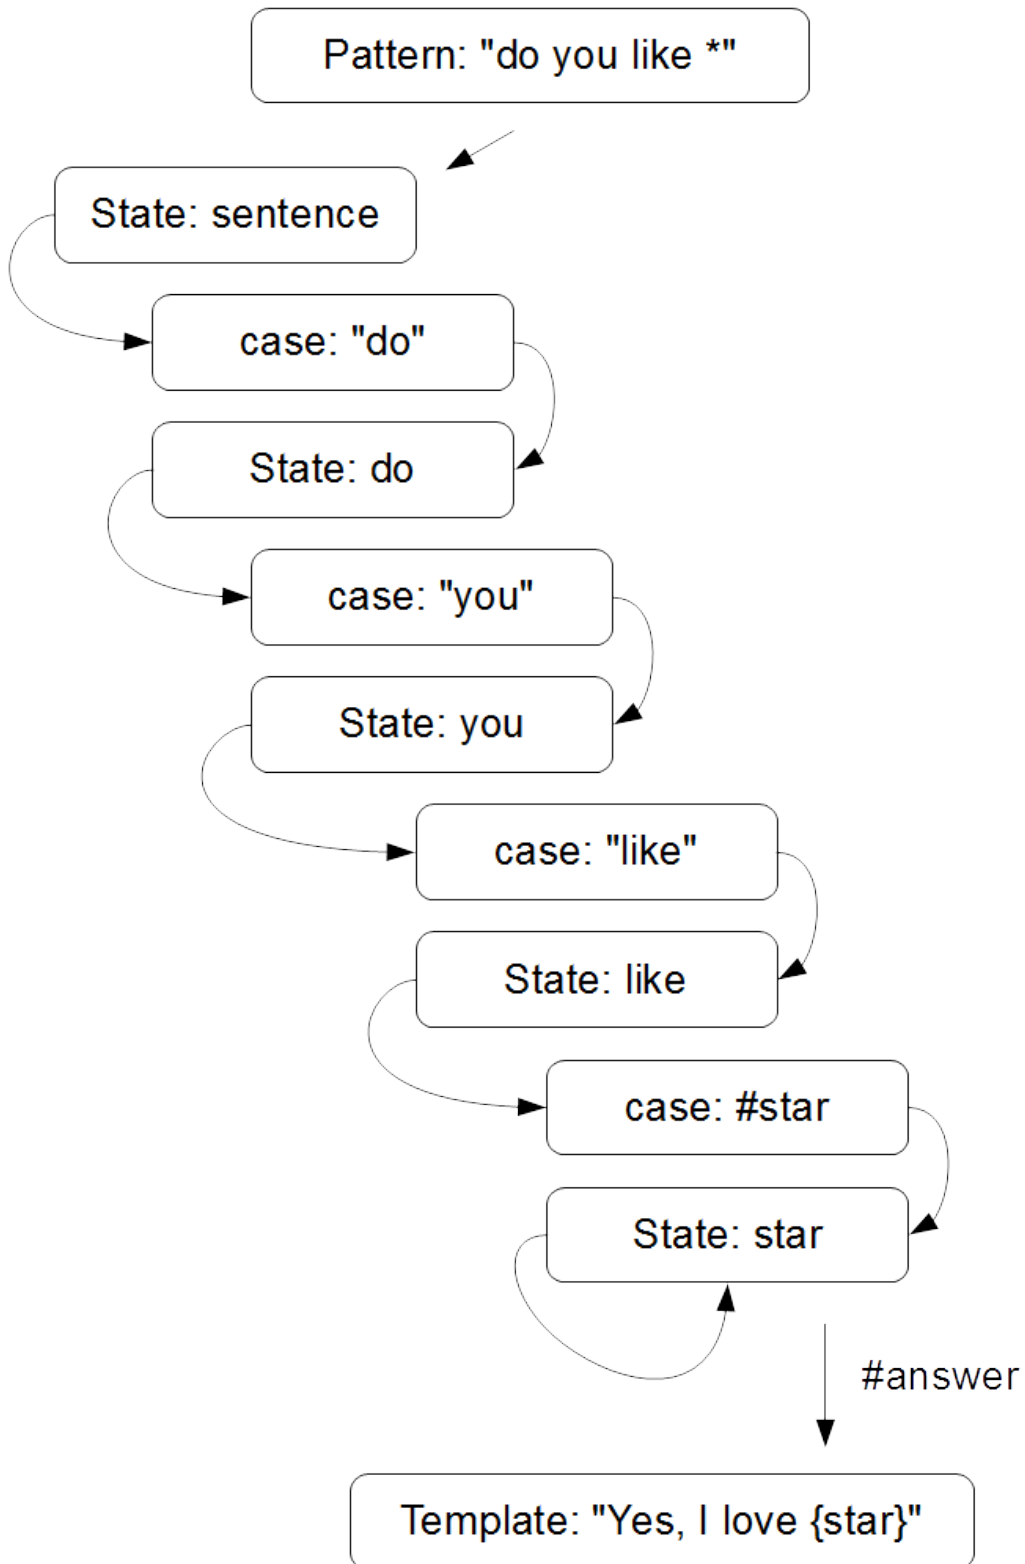 Pattern: "do you like *"
State: sentence
case: "do"
State: do
case: "you"
State: you
case: "like"
State: like
case: #star
State: star
#answer
Template: "Yes, I love {star}"